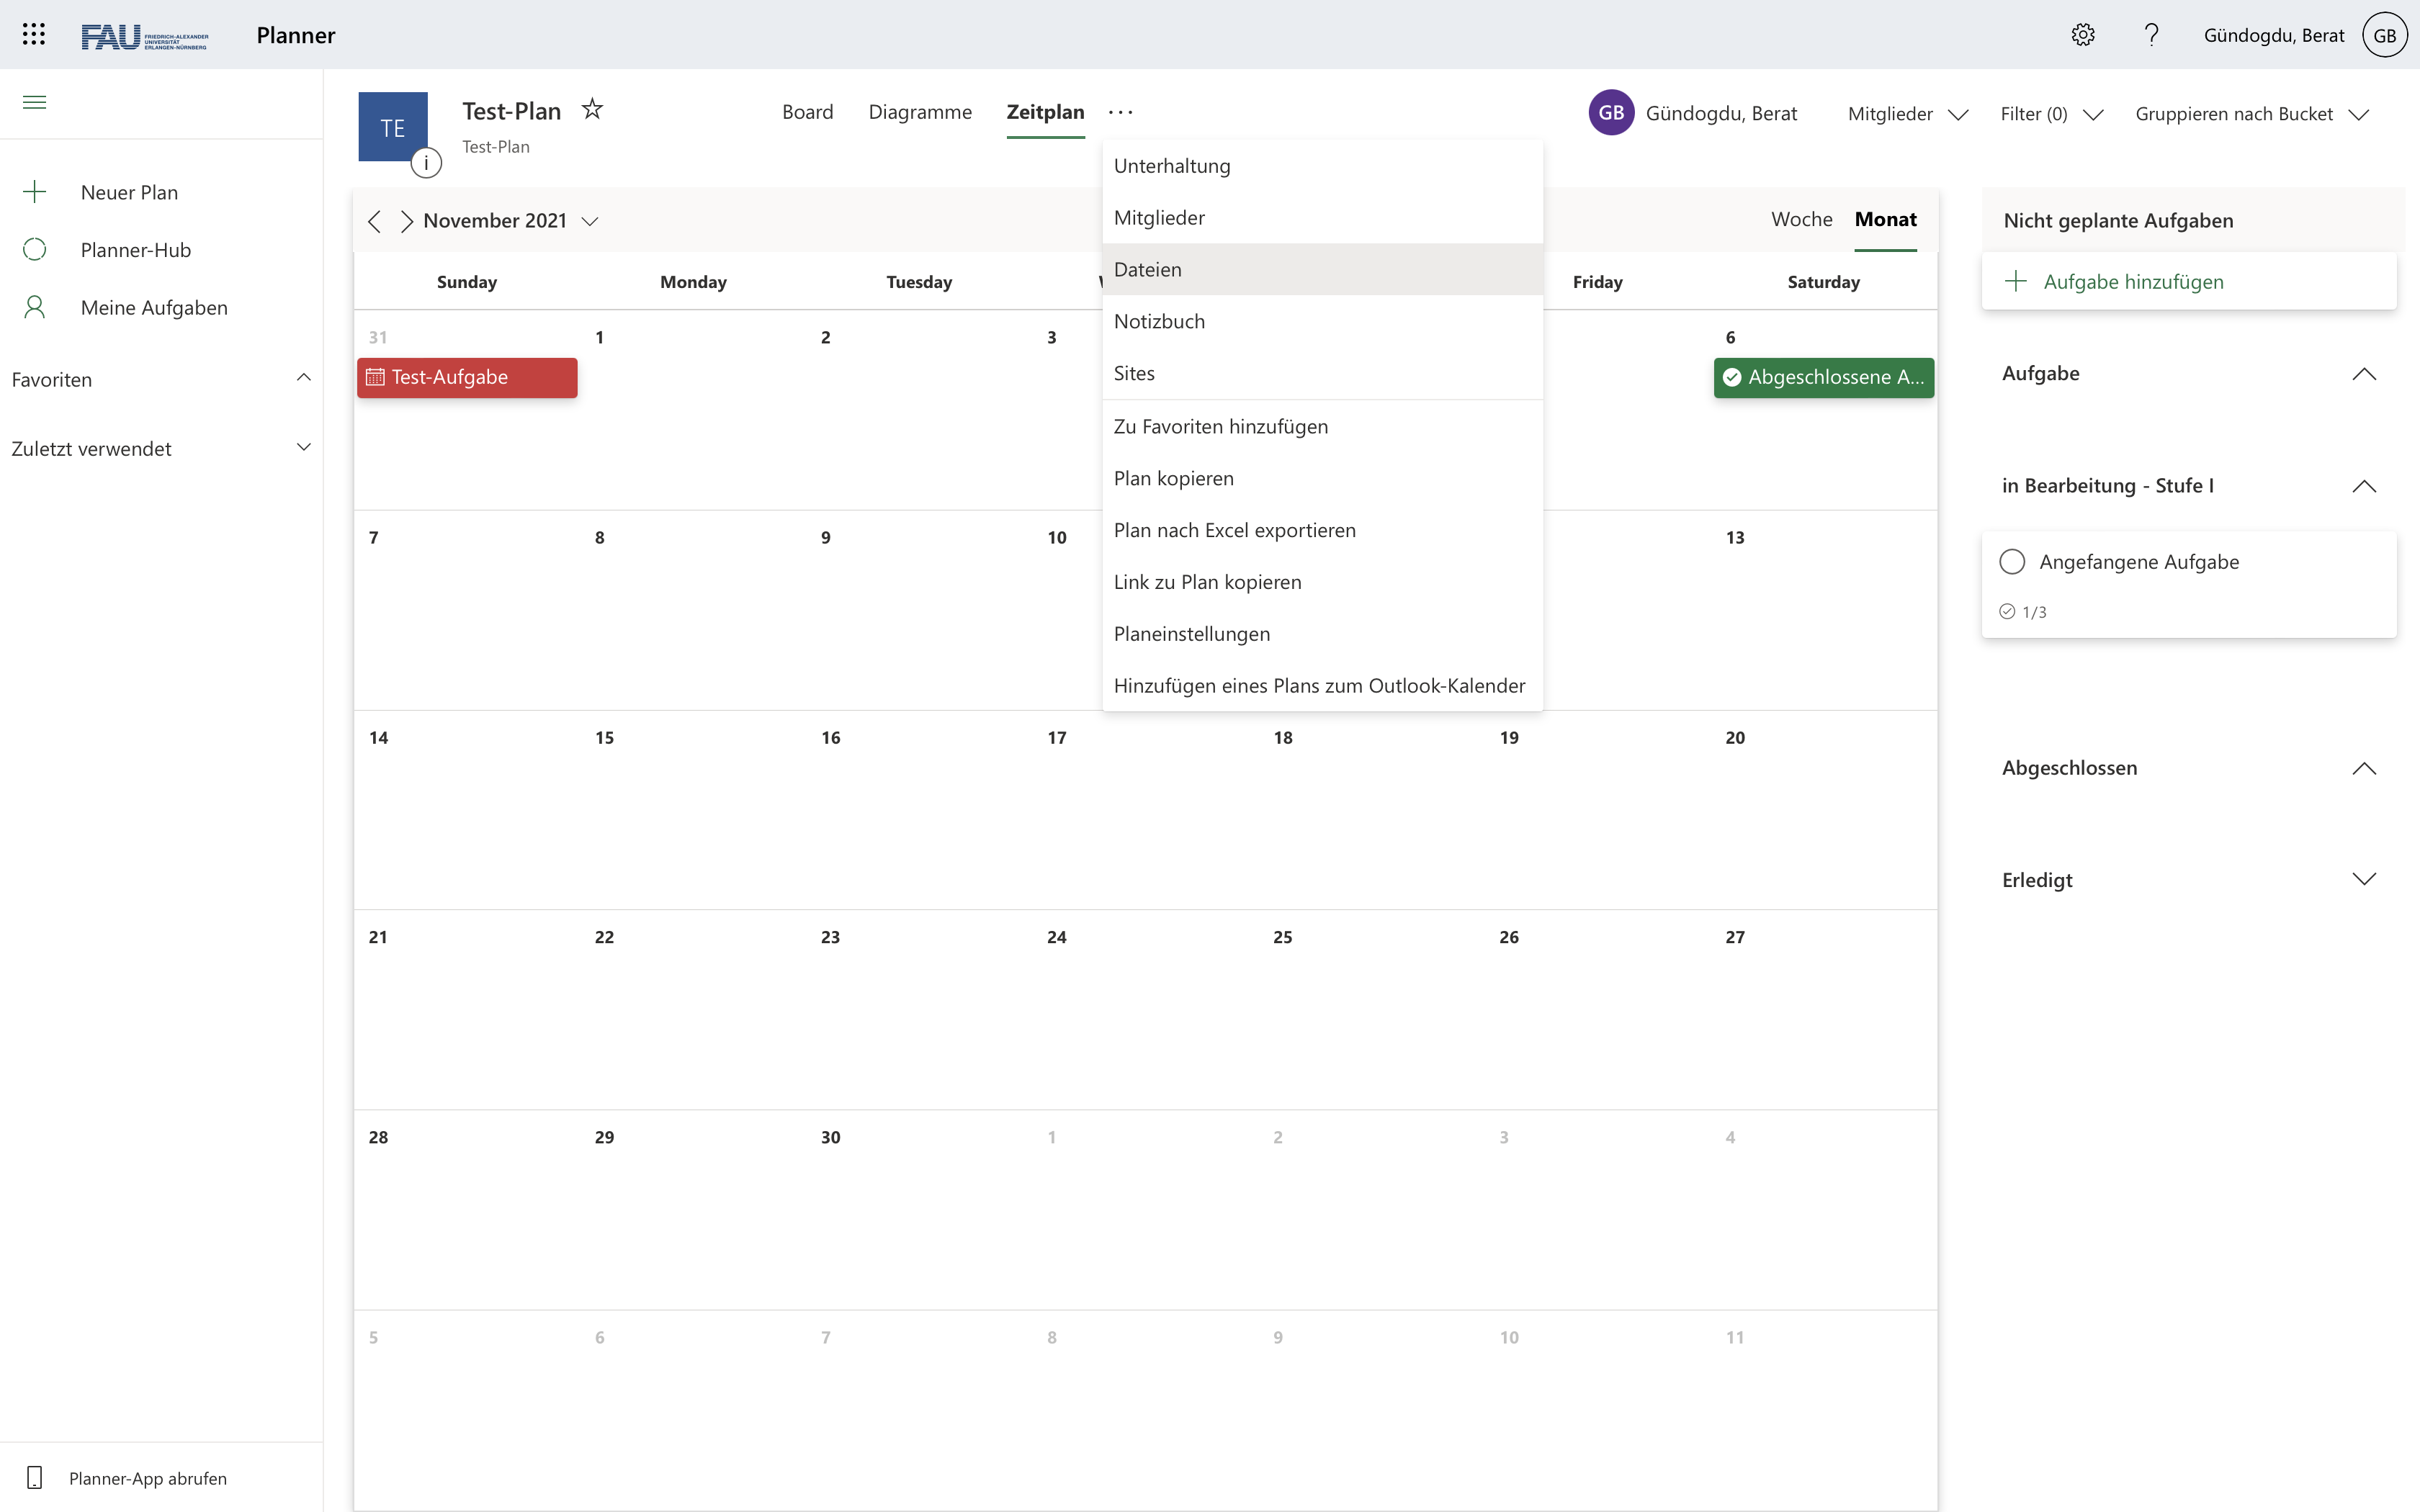 FAU FRIEDRICH-ALEXANDER
UNIVERSITÄT
ERLANGEN-NÜRNBERG
Planner
?
Gündogdu, Berat
GB
TE
i
Test-Plan
Test-Plan
Board
Diagramme
Zeitplan
...
GB
Gündogdu, Berat
Mitglieder
Filter (0)
Gruppieren nach Bucket
Neuer Plan
Planner-Hub
Meine Aufgaben
Favoriten
Zuletzt verwendet
Planner-App abrufen
Unterhaltung
Mitglieder
Dateien
Notizbuch
Sites
Zu Favoriten hinzufügen
Plan kopieren
Plan nach Excel exportieren
Link zu Plan kopieren
Planeinstellungen
Hinzufügen eines Plans zum Outlook-Kalender
November 2021
Woche
Monat
Sunday Monday Tuesday Friday Saturday
31 1 2 3 6
Test-Aufgabe
Abgeschlossene A...
7 8 9 10 13
14 15 16 17 18 19 20
21 22 23 24 25 26 27
28 29 30 1 2 3 4
5 6 7 8 9 10 11
Nicht geplante Aufgaben
Aufgabe hinzufügen
Aufgabe
in Bearbeitung - Stufe I
Angefangene Aufgabe
1/3
Abgeschlossen
Erledigt